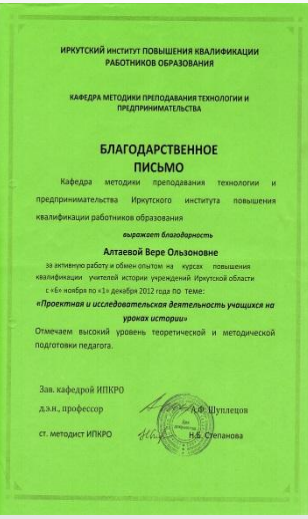 ИРКУТСКИЙ институт ПОВЫШЕНИЯ КВАЛИФИКАЦИИ
РАБОТНИКОВ ОБРАЗОВАНИЯ
КАФЕДРА МЕТОДИКИ ПРЕПОДАВАНИЯ ТЕХНОЛОГИИ И
ПРЕДПРИНИМАТЕЛЬСТВА
БЛАГОДАРСТВЕННОЕ
ПИСЬМО
Кафедра методики преподавания технологии и
предпринимательства Иркутского института повышения
квалификации работников образования
выражает благодарность
Алтаевой Вере Ользоновне
за активную работу и обмен опытом на курсах повышения
квалификации учителей истории учреждений Иркутской области
с «6» ноября по «1» декабря 2012 года по теме:
«Проектная и исследовательская деятельность учащихся на
уроках истории»
Отмечаем высокий уровень теоретической и методической
подготовки педагога.
Зав. кафедрой ИПКРО
д.э.н., профессор А.Ф. Шуплецов
ст. методист ИПКРО Н.Б. Степанова